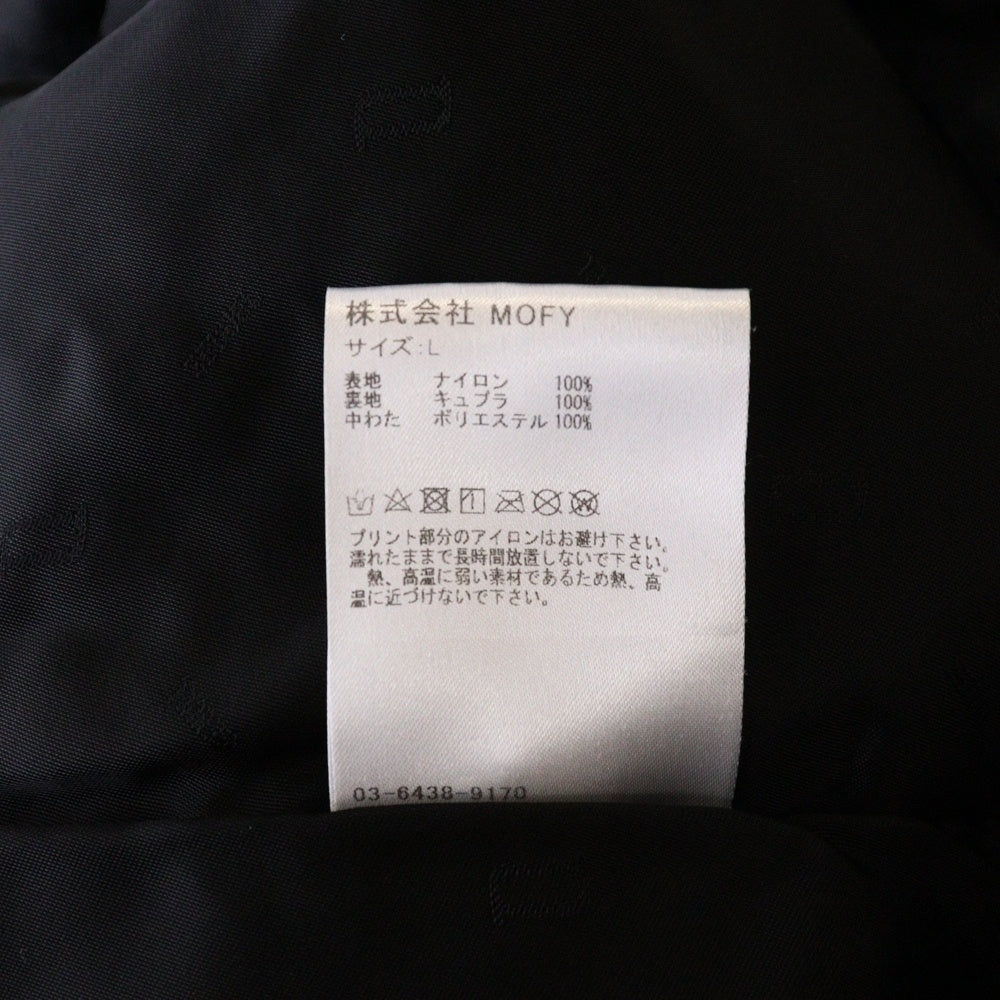 株式会社 MOFY
サイズ:L
表地 ナイロン 100%
裏地 キュプラ 100%
中わた ポリエステル 100%
プリント部分のアイロンはお避け下さい。
濡れたままで長時間放置しないで下さい。
熱、高温に弱い素材であるため熱、高
温に近づけないで下さい。
03-6438-9170